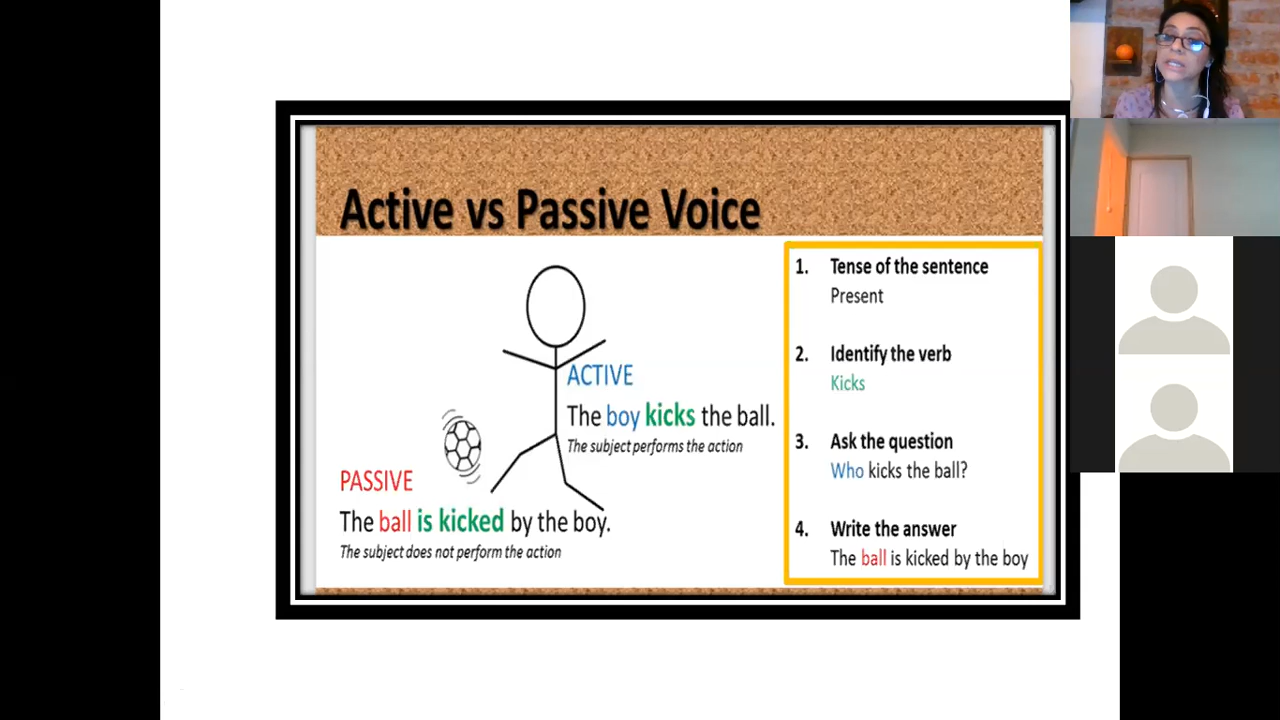 Active vs Passive Voice
ACTIVE
The boy kicks the ball.
The subject performs the action
PASSIVE
The ball is kicked by the boy.
The subject does not perform the action
1. Tense of the sentence
Present
2. Identify the verb
Kicks
3. Ask the question
Who kicks the ball?
4. Write the answer
The ball is kicked by the boy